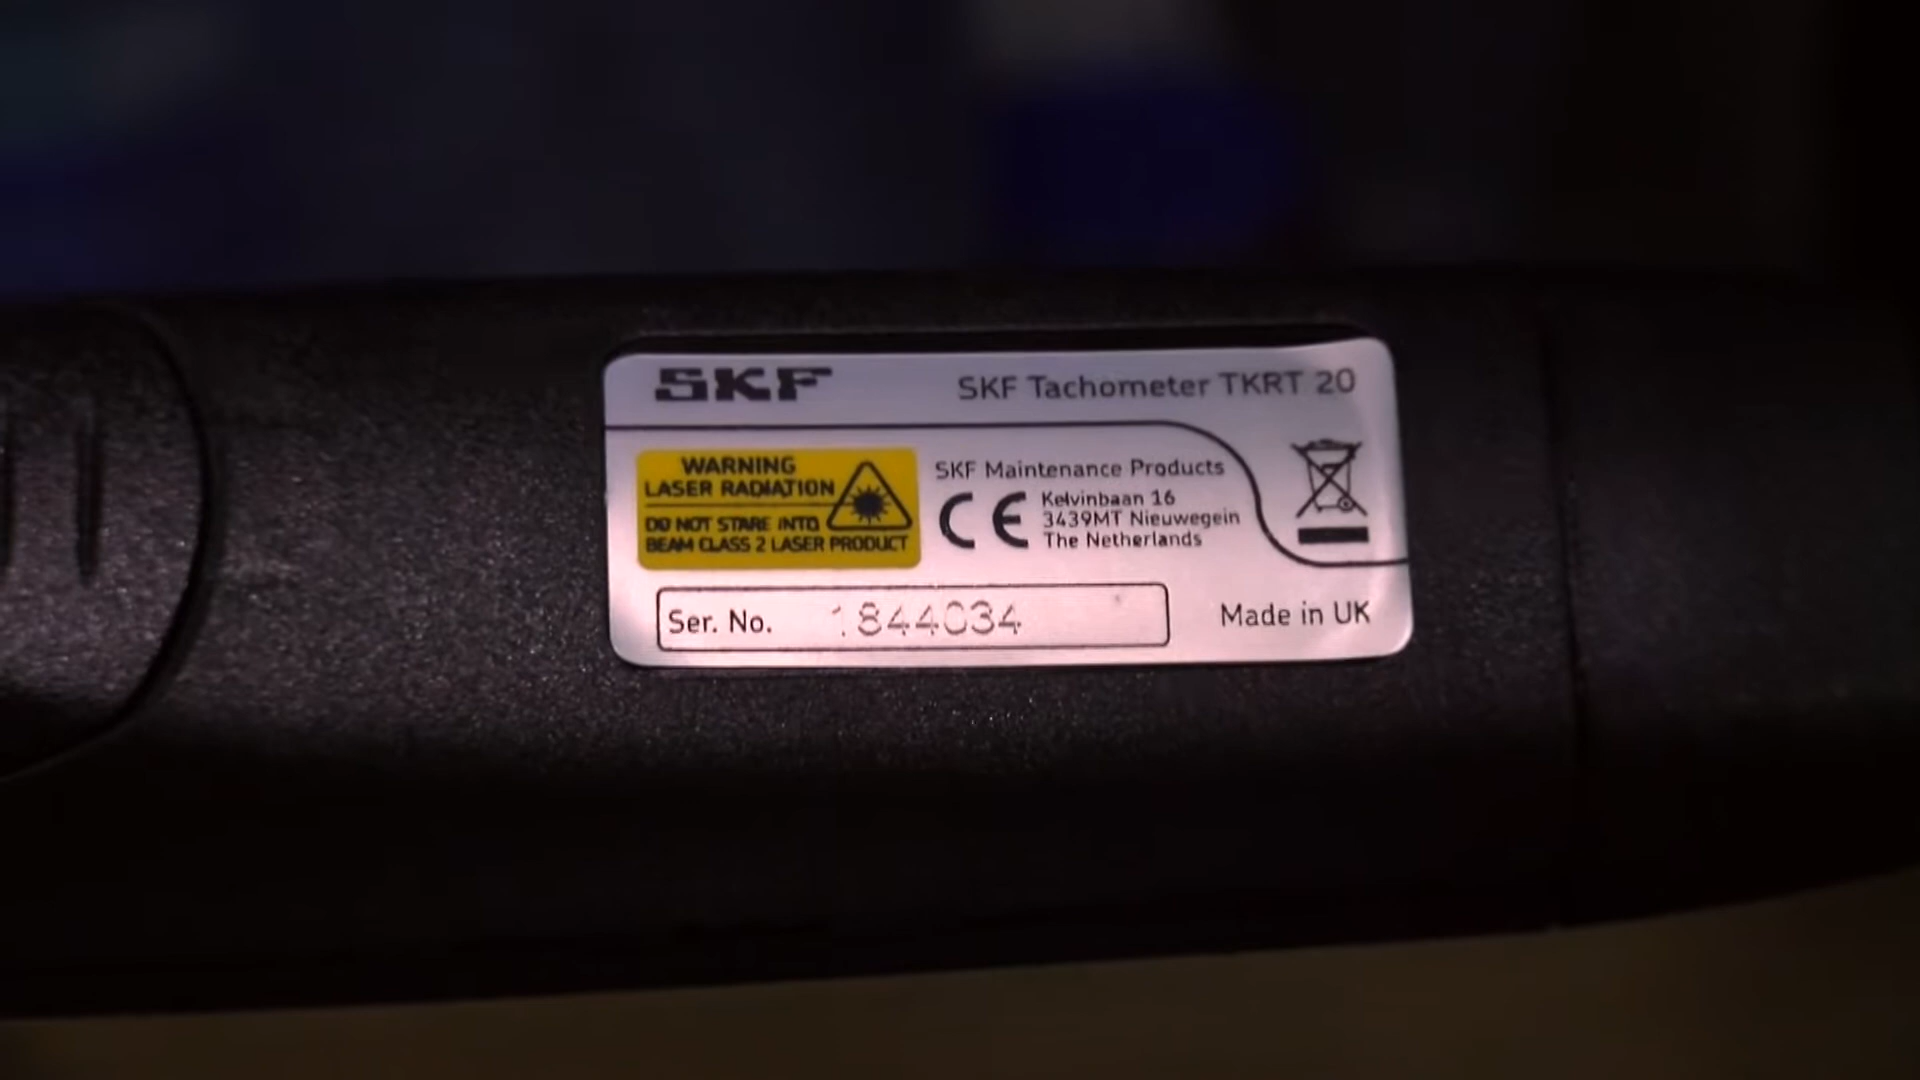 SKF
SKF Tachometer TKRT 20
WARNING
LASER RADIATION
DO NOT STARE INTO
BEAM CLASS 2 LASER PRODUCT
SKF Maintenance Products
CE
Kelvinbaan 16
3439MT Nieuwegein
The Netherlands
Ser. No. 1844034
Made in UK